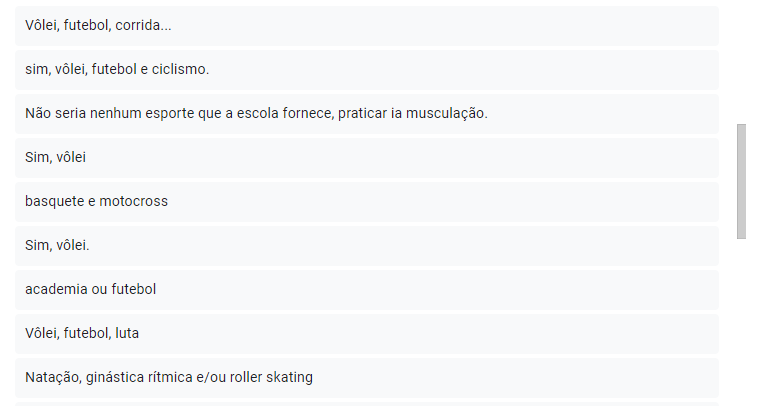 Vôlei, futebol, corrida...
sim, vôlei, futebol e ciclismo.
Não seria nenhum esporte que a escola fornece, praticar ia musculação.
Sim, vôlei
basquete e motocross
Sim, vôlei.
academia ou futebol
Vôlei, futebol, luta
Natação, ginástica rítmica e/ou roller skating